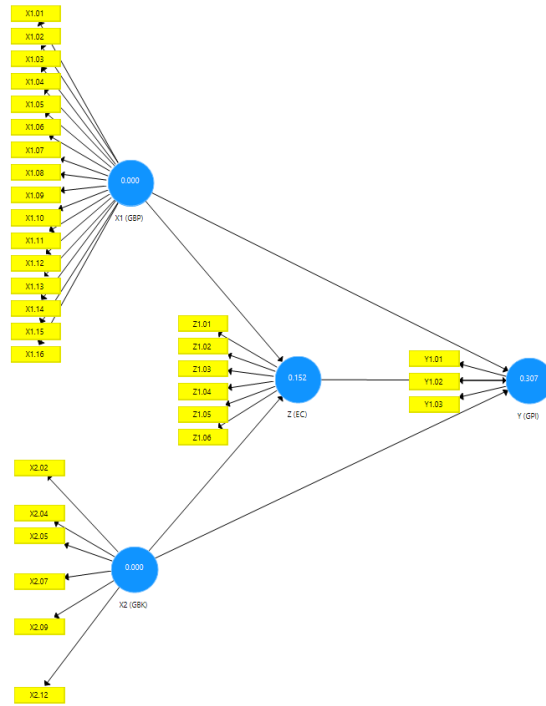 X1.01
X1.02
X1.03
X1.04
X1.05
X1.06
X1.07
X1.08
X1.09
X1.10
X1.11
X1.12
X1.13
X1.14
X1.15
X1.16
0.000
X1 (GBP)
Z1.01
Z1.02
Z1.03
Z1.04
Z1.05
Z1.06
0.152
Z (EC)
Y1.01
Y1.02
Y1.03
0.307
Y (GPI)
X2.02
X2.04
X2.05
X2.07
X2.09
X2.12
0.000
X2 (GBK)